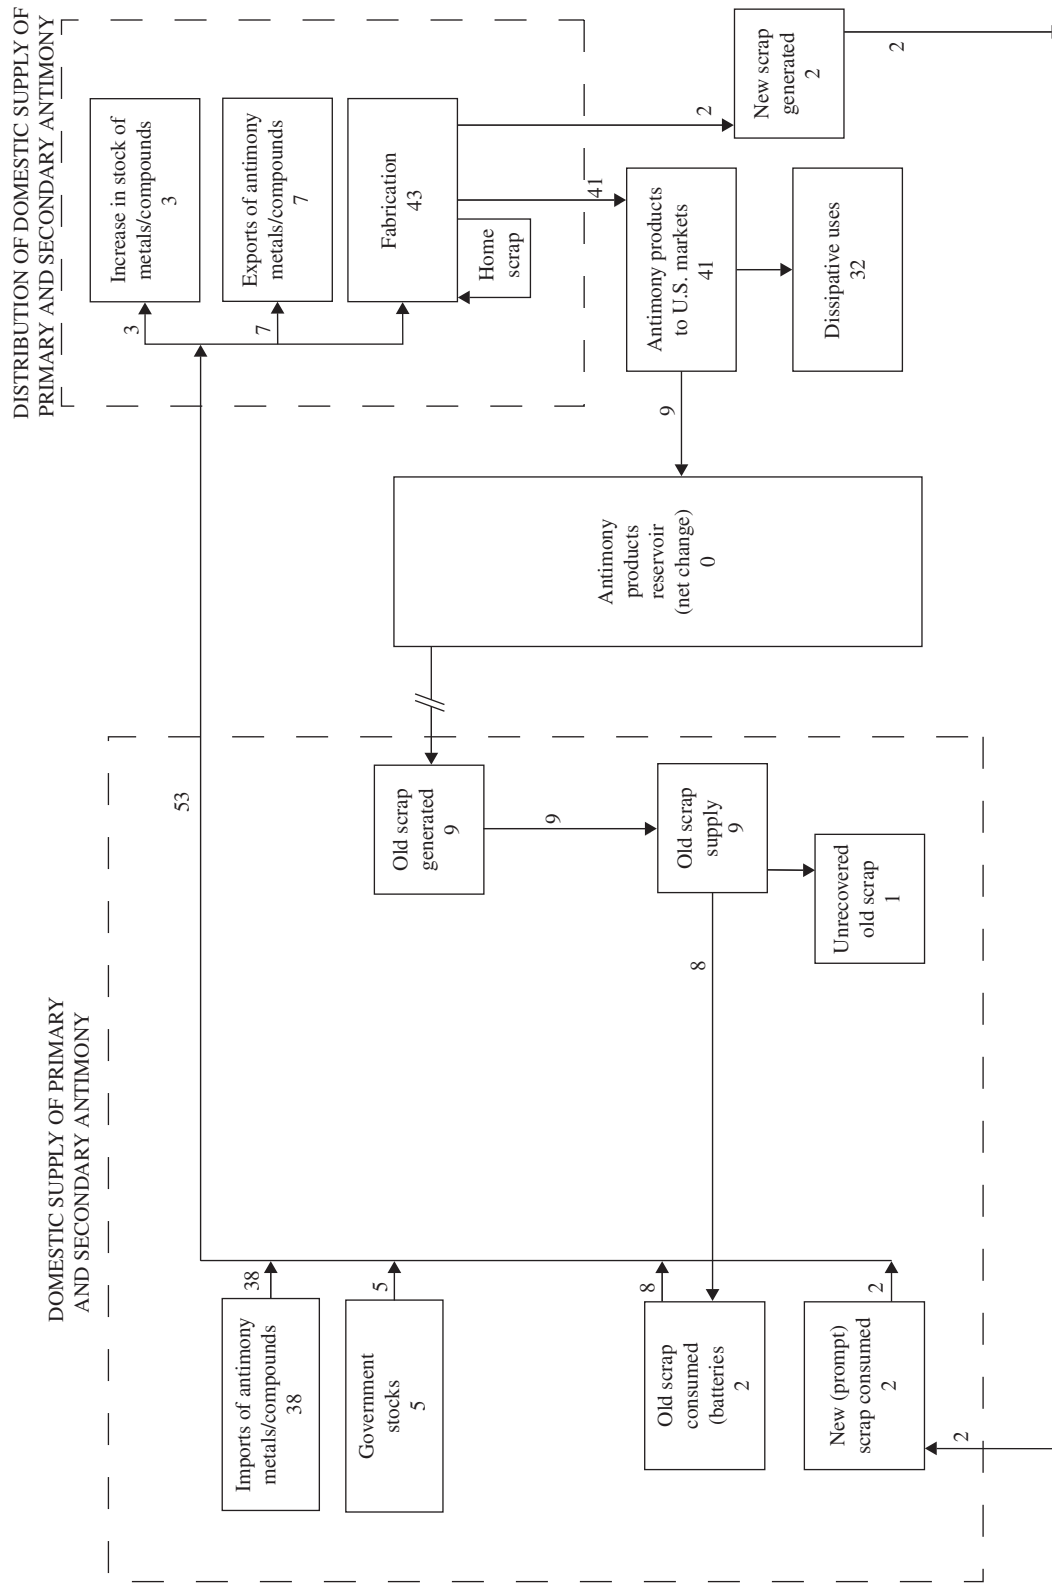 DOMESTIC SUPPLY OF PRIMARY
AND SECONDARY ANTIMONY
DISTRIBUTION OF DOMESTIC SUPPLY OF
PRIMARY AND SECONDARY ANTIMONY
Imports of antimony
metals/compounds
38
38
Government
stocks
5
5
Old scrap
consumed
(batteries
2
8
New (prompt)
scrap consumed
2
2
2
8
53
Old scrap
generated
9
9
Old scrap
supply
9
Unrecovered
old scrap
1
Antimony
products
reservoir
(net change)
0
9
3
Increase in stock of
metals/compounds
3
7
Exports of antimony
metals/compounds
7
Fabrication
43
Home
scrap
41
2
Antimony products
to U.S. markets
41
Dissipative uses
32
New scrap
generated
2
2